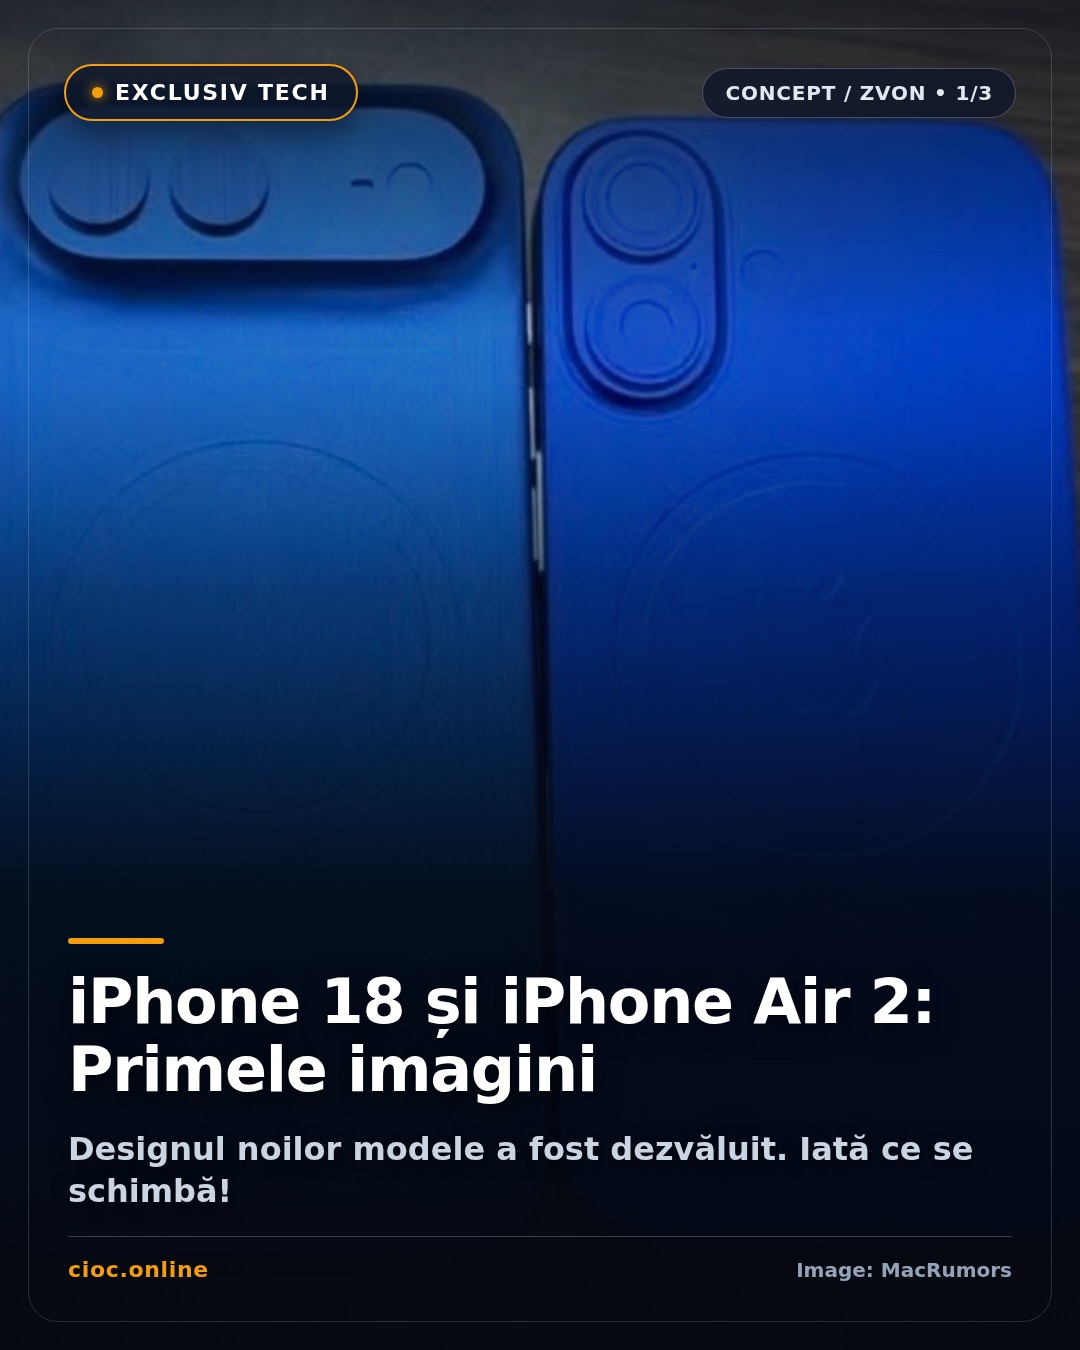 EXCLUSIV TECH
CONCEPT / ZVON • 1/3
iPhone 18 și iPhone Air 2:
Primele imagini
Designul noilor modele a fost dezvăluit. Iată ce se
schimbă!
cioc.online
Image: MacRumors